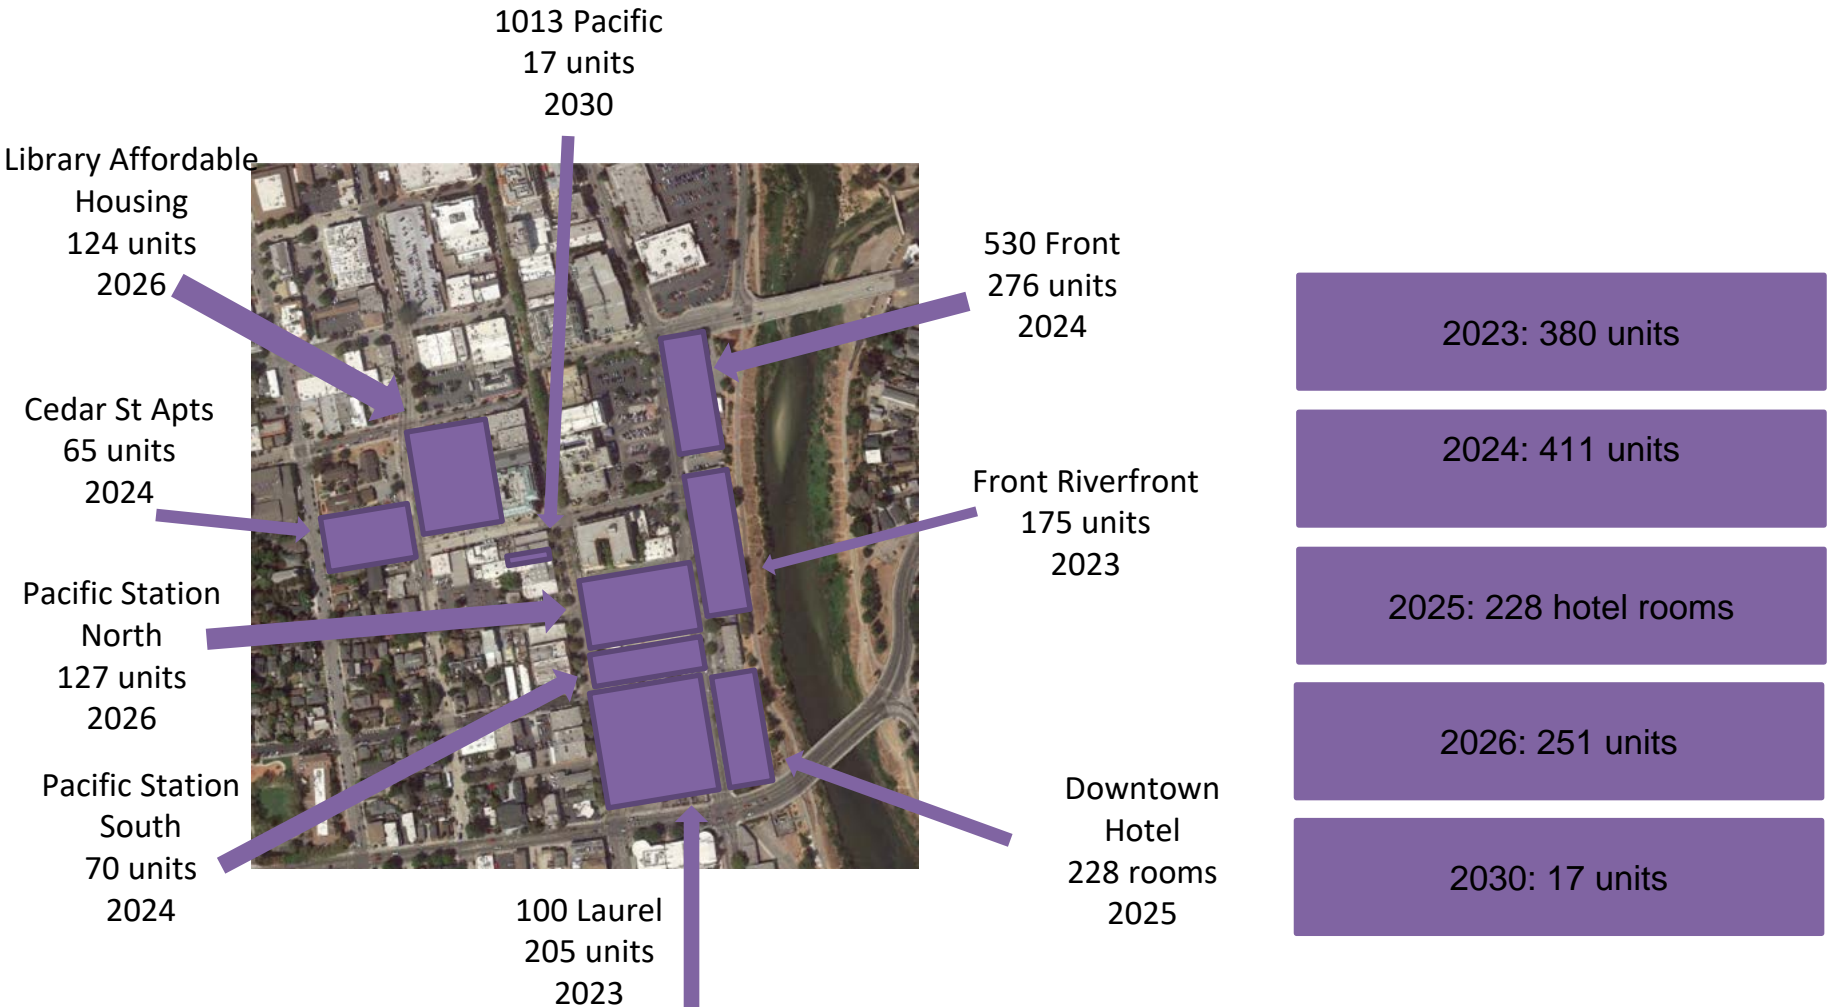 1013 Pacific
17 units
2030
Library Affordable
Housing
124 units
2026
Cedar St Apts
65 units
2024
Pacific Station
North
127 units
2026
Pacific Station
South
70 units
2024
100 Laurel
205 units
2023
530 Front
276 units
2024
Front Riverfront
175 units
2023
Downtown
Hotel
228 rooms
2025
2023: 380 units
2024: 411 units
2025: 228 hotel rooms
2026: 251 units
2030: 17 units